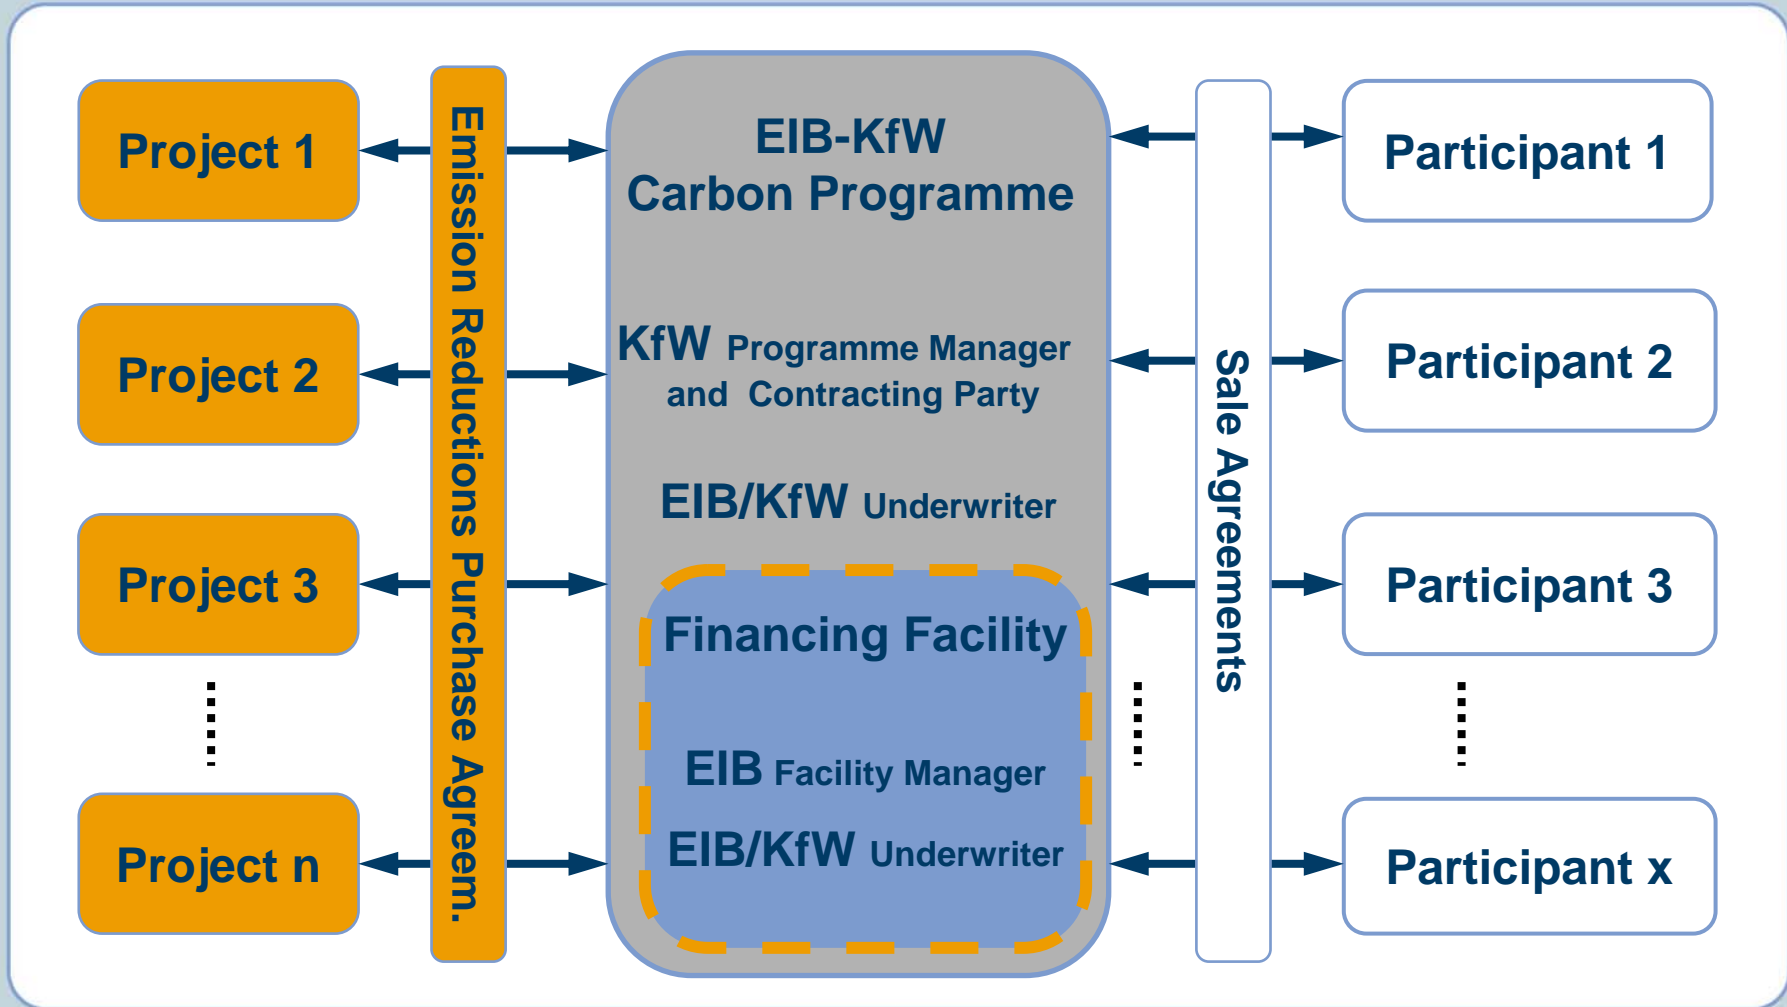 Project 1
Project 2
Project 3
Project n
Emission Reductions Purchase Agreem.
EIB-KfW
Carbon Programme
KfW Programme Manager
and Contracting Party
EIB/KfW Underwriter
Financing Facility
EIB Facility Manager
EIB/KfW Underwriter
Sale Agreements
Participant 1
Participant 2
Participant 3
Participant x